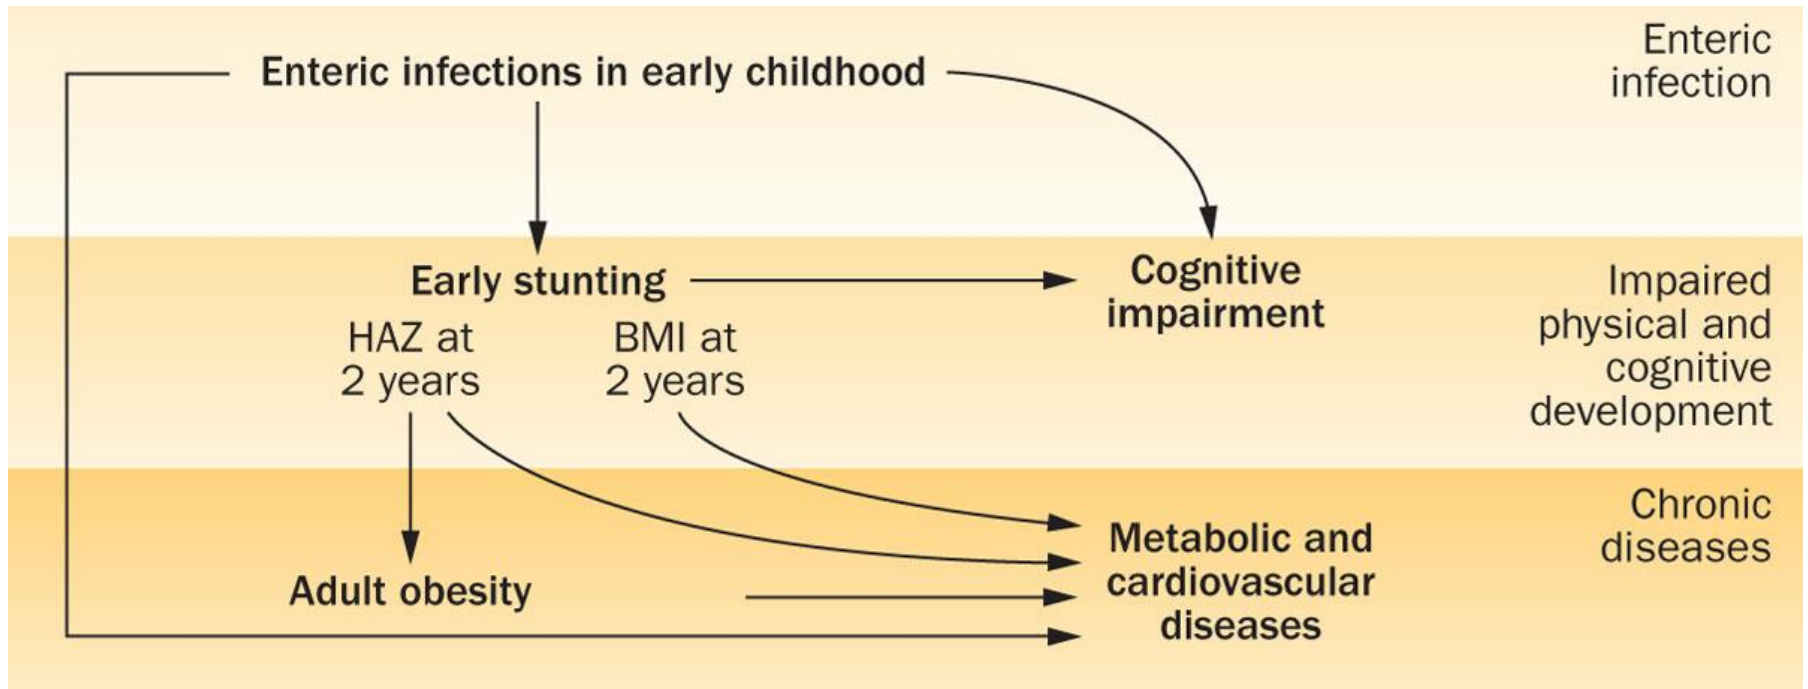 Enteric infections in early childhood
Enteric
infection
Early stunting
HAZ at
2 years
BMI at
2 years
Cognitive
impairment
Impaired
physical and
cognitive
development
Adult obesity
Metabolic and
cardiovascular
diseases
Chronic
diseases